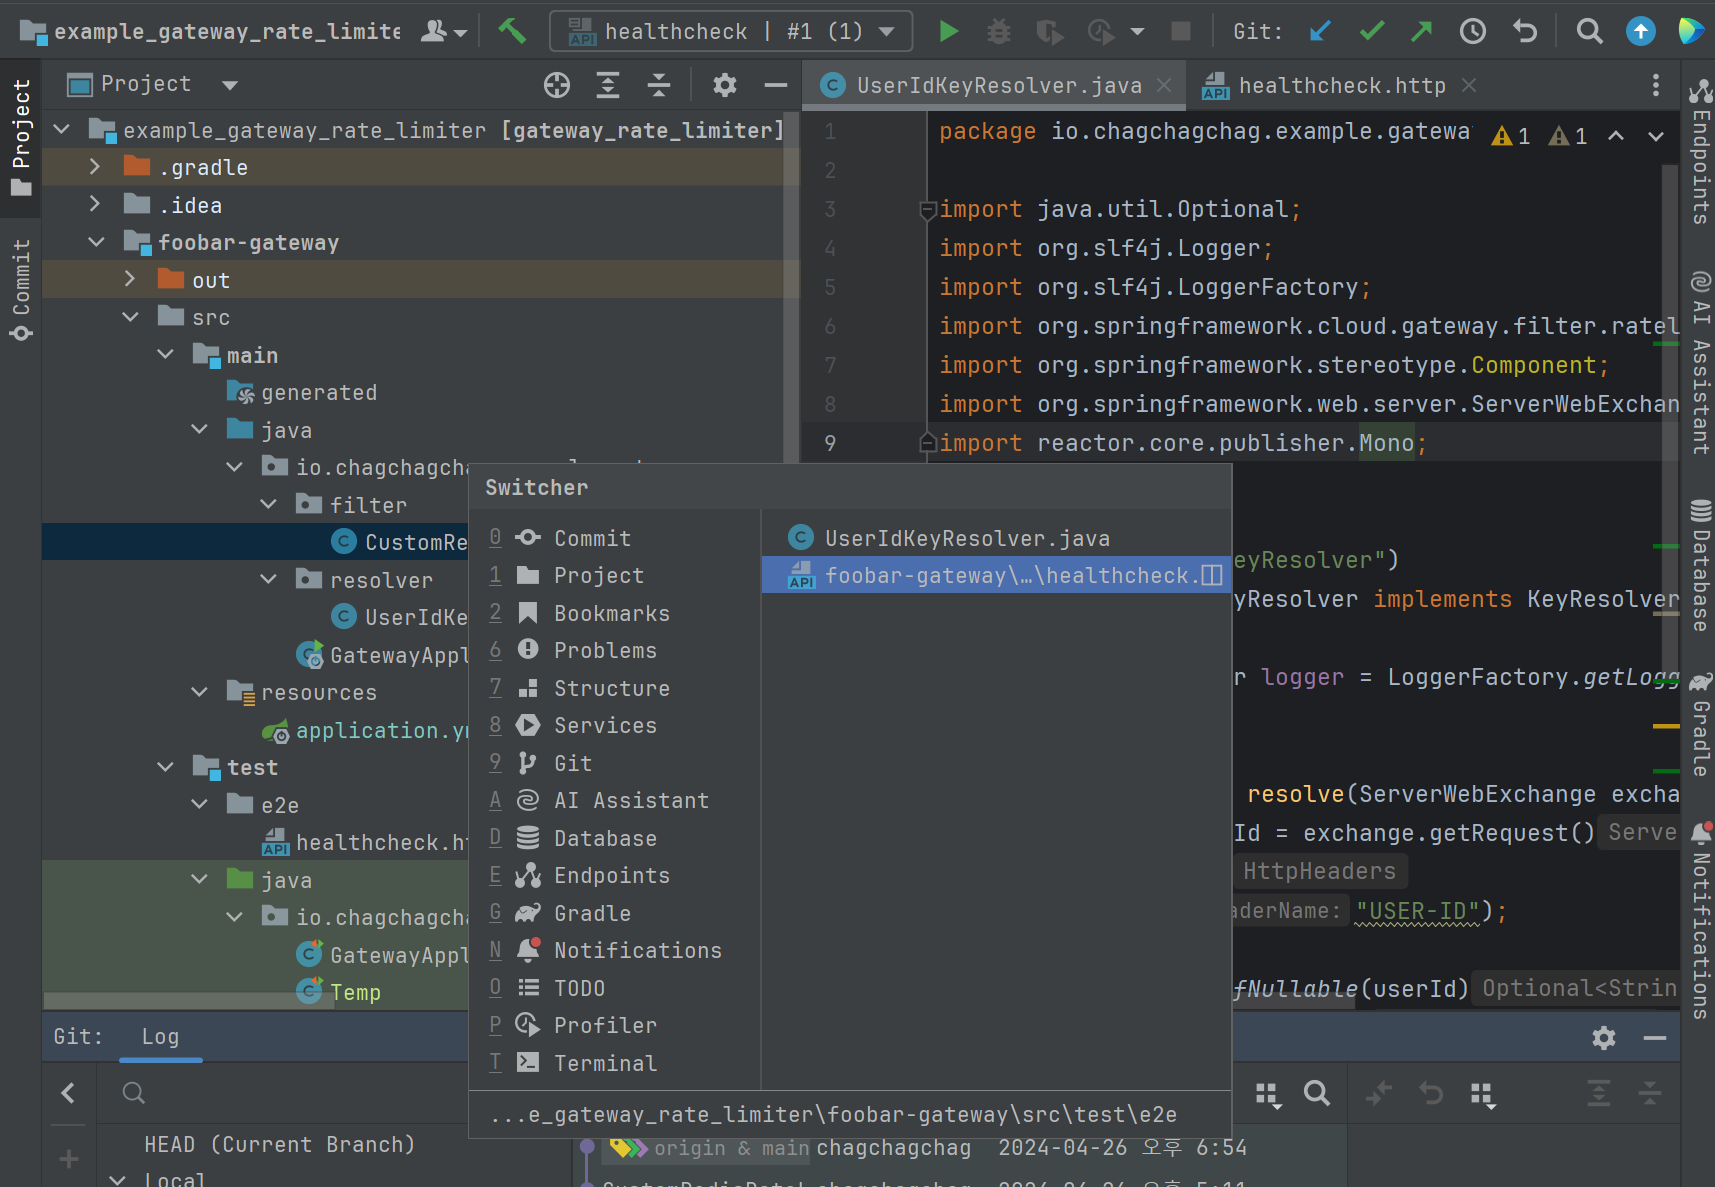 example_gateway_rate_limite
healthcheck | #1 (1)
Git:
Project
Commit
Project
example_gateway_rate_limiter [gateway_rate_limiter]
.gradle
.idea
foobar-gateway
out
src
main
generated
java
io.chagchagcha
filter
CustomRe
resolver
UserIdKe
GatewayAppl
resources
application.ym
test
e2e
healthcheck.ht
java
io.chagchagcha
GatewayAppl
Temp
UserIdKeyResolver.java
healthcheck.http
1 package io.chagchagchag.example.gatewa
1 1
2
3 import java.util.Optional;
4 import org.slf4j.Logger;
5 import org.slf4j.LoggerFactory;
6 import org.springframework.cloud.gateway.filter.ratel
7 import org.springframework.stereotype.Component;
8 import org.springframework.web.server.ServerWebExchan
9 import reactor.core.publisher.Mono;
eyResolver")
yResolver implements KeyResolver
r logger = LoggerFactory.getLogg
resolve(ServerWebExchange excha
Id = exchange.getRequest() Serve
HttpHeaders
aderName: "USER-ID");
fNullable(userId) Optional<Strin
Switcher
0 Commit
1 Project
2 Bookmarks
6 Problems
7 Structure
8 Services
9 Git
A AI Assistant
D Database
E Endpoints
G Gradle
N Notifications
O TODO
P Profiler
T Terminal
UserIdKeyResolver.java
API foobar-gateway\…\healthcheck.
...e_gateway_rate_limiter\foobar-gateway\src\test\e2e
Endpoints
AI Assistant
Database
Gradle
Notifications
Git:
Log
HEAD (Current Branch)
Local
origin & main chagchagchag 2024-04-26 오후 6:54